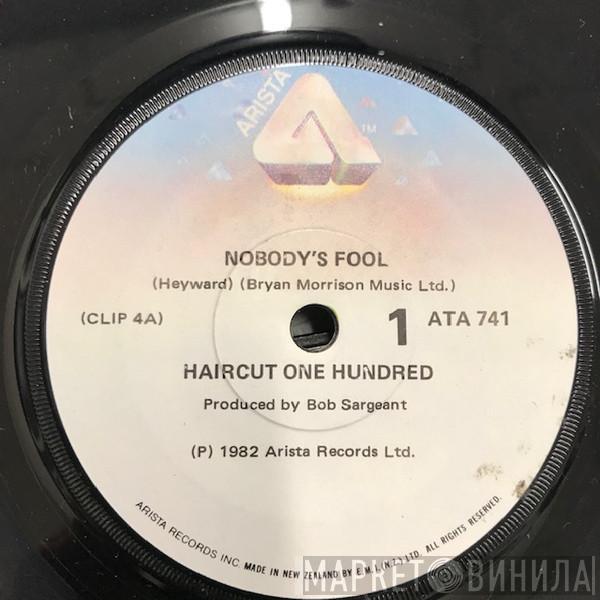 ARISTA
TM
NOBODY'S FOOL
(Heyward) (Bryan Morrison Music Ltd.)
(CLIP 4A)
1 ATA 741
HAIRCUT ONE HUNDRED
Produced by Bob Sargeant
(P) 1982 Arista Records Ltd.
ARISTA RECORDS INC. MADE IN NEW ZEALAND BY E.M.I. (N.Z.) LTD. ALL RIGHTS RESERVED.
МАРКЕТ ВИНИЛА